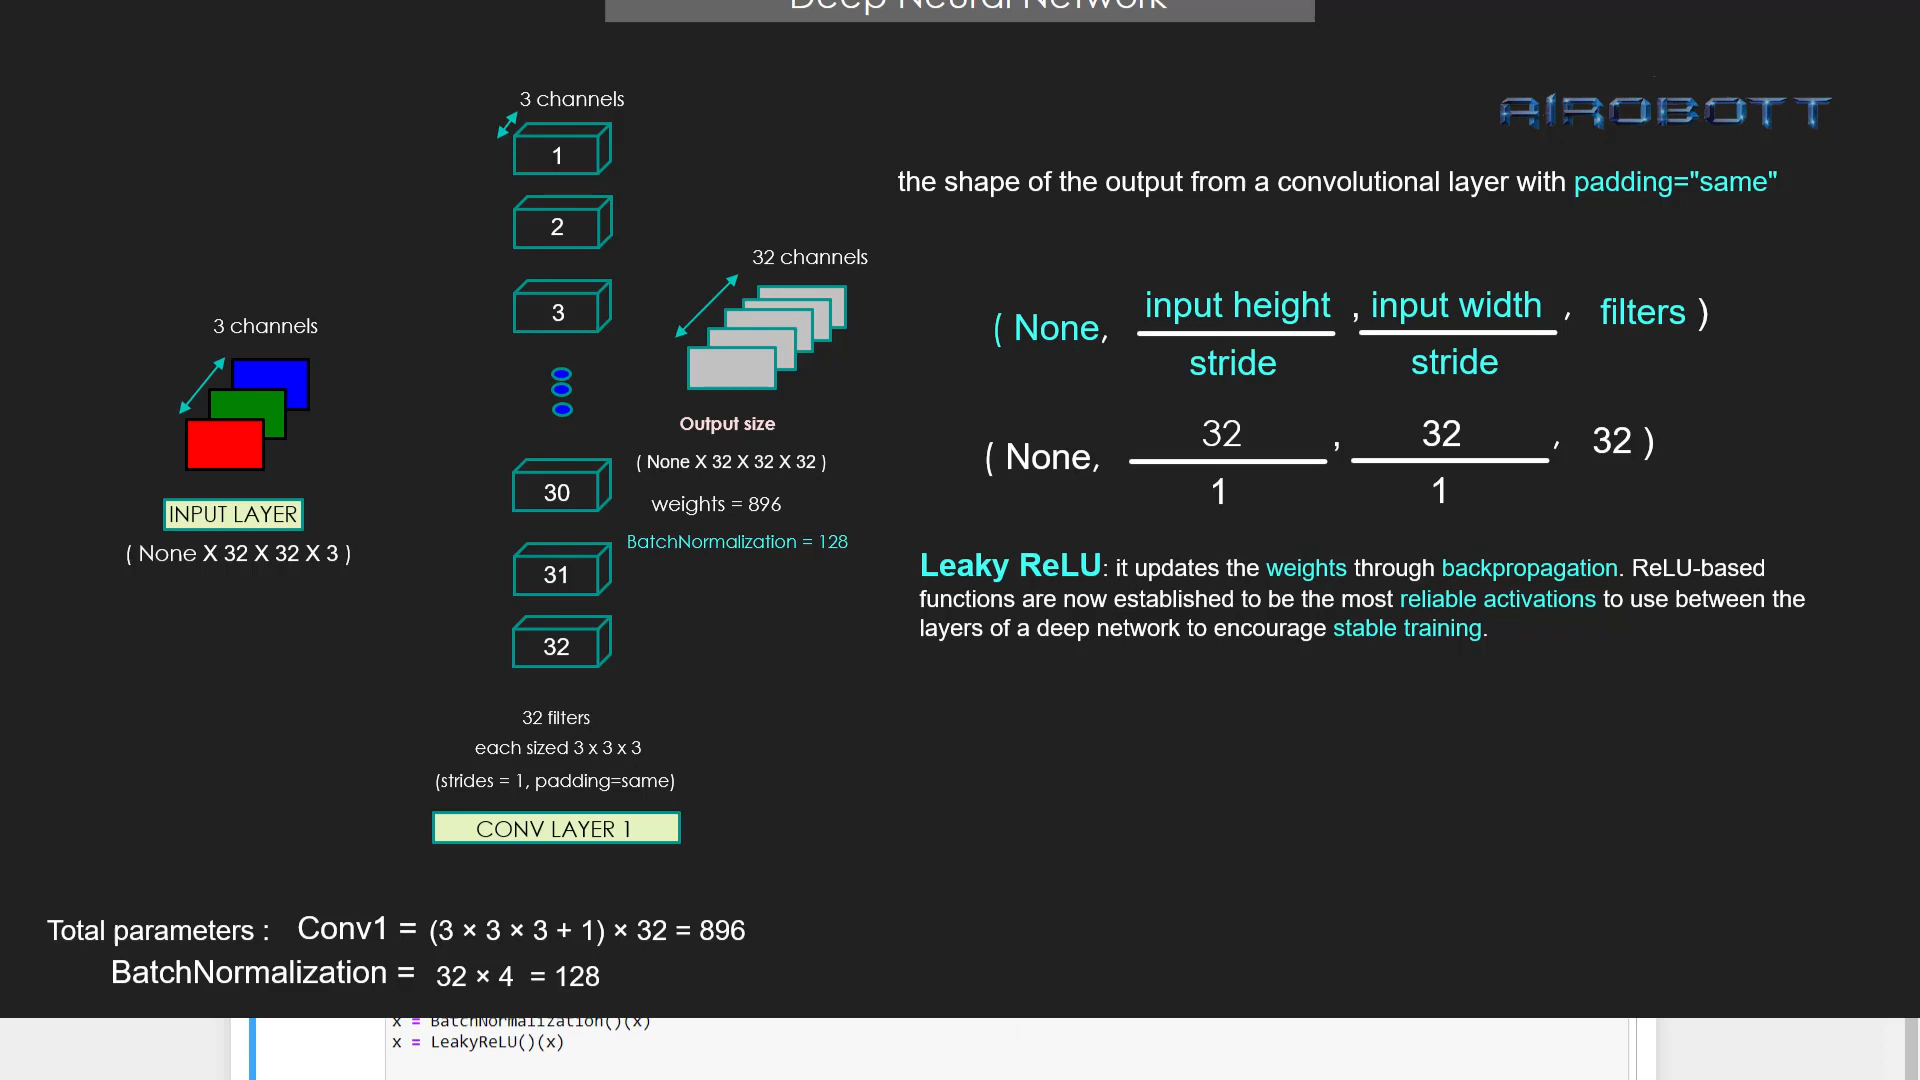 Deep Neural Network
AIROBOTT
3 channels
1
2
3
30
31
32
32 filters
each sized 3 x 3 x 3
(strides = 1, padding=same)
CONV LAYER 1
3 channels
INPUT LAYER
( None X 32 X 32 X 3 )
32 channels
Output size
( None X 32 X 32 X 32 )
weights = 896
BatchNormalization = 128
the shape of the output from a convolutional layer with padding="same"
( None, input height / stride , input width / stride , filters )
( None, 32 / 1 , 32 / 1 , 32 )
Leaky ReLU: it updates the weights through backpropagation. ReLU-based
functions are now established to be the most reliable activations to use between the
layers of a deep network to encourage stable training.
Total parameters : Conv1 = (3 × 3 × 3 + 1) × 32 = 896
BatchNormalization = 32 × 4 = 128
x = BatchNormalization()(x)
x = LeakyReLU()(x)